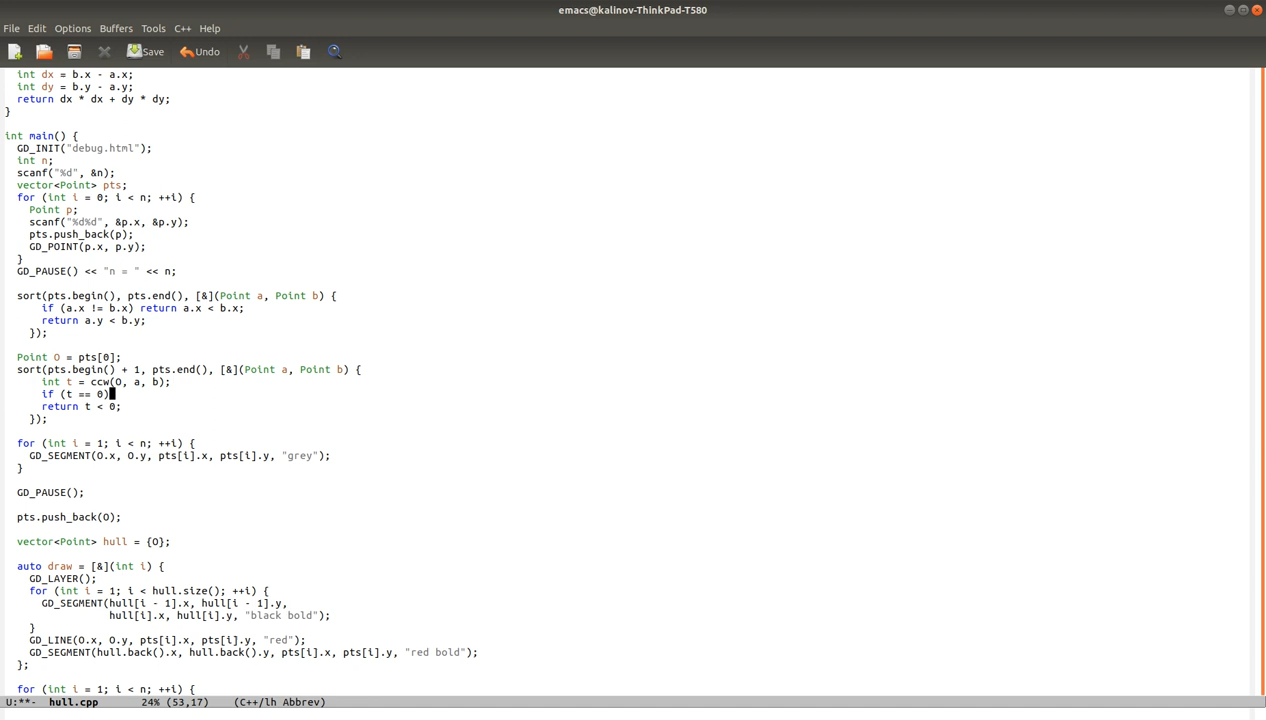 emacs@kalinov-ThinkPad-T580
File Edit Options Buffers Tools C++ Help
Save Undo
  int dx = b.x - a.x;
  int dy = b.y - a.y;
  return dx * dx + dy * dy;
}
int main() {
  GD_INIT("debug.html");
  int n;
  scanf("%d", &n);
  vector<Point> pts;
  for (int i = 0; i < n; ++i) {
    Point p;
    scanf("%d%d", &p.x, &p.y);
    pts.push_back(p);
    GD_POINT(p.x, p.y);
  }
  GD_PAUSE() << "n = " << n;
  sort(pts.begin(), pts.end(), [&](Point a, Point b) {
      if (a.x != b.x) return a.x < b.x;
      return a.y < b.y;
    });
  Point O = pts[0];
  sort(pts.begin() + 1, pts.end(), [&](Point a, Point b) {
      int t = ccw(O, a, b);
      if (t == 0)
      return t < 0;
    });
  for (int i = 1; i < n; ++i) {
    GD_SEGMENT(O.x, O.y, pts[i].x, pts[i].y, "grey");
  }
  GD_PAUSE();
  pts.push_back(O);
  vector<Point> hull = {O};
  auto draw = [&](int i) {
    GD_LAYER();
    for (int i = 1; i < hull.size(); ++i) {
      GD_SEGMENT(hull[i - 1].x, hull[i - 1].y,
                 hull[i].x, hull[i].y, "black bold");
    }
    GD_LINE(O.x, O.y, pts[i].x, pts[i].y, "red");
    GD_SEGMENT(hull.back().x, hull.back().y, pts[i].x, pts[i].y, "red bold");
  };
  for (int i = 1; i < n; ++i) {
U:**-  hull.cpp       24% (53,17)    (C++/lh Abbrev)